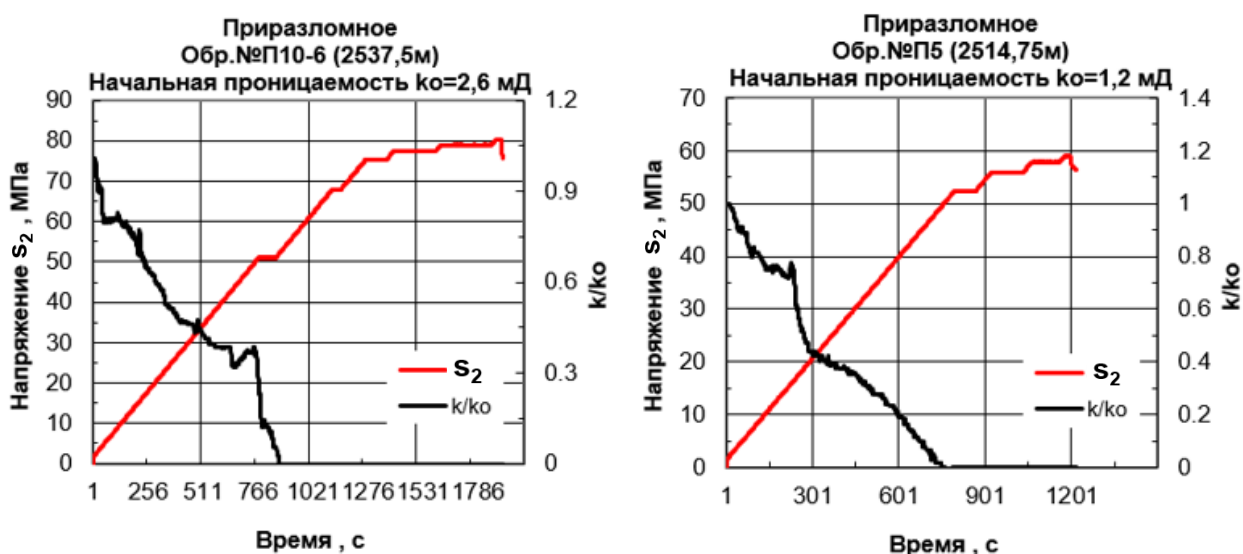 Приразломное
Обр.№П10-6 (2537,5м)
Начальная проницаемость ko=2,6 мД
Напряжение s2 , МПа
90
80
70
60
50
40
30
20
10
0
1.2
0.9
0.6
0.3
0
k/ko
s2
k/ko
1 256 511 766 1021 1276 1531 1786
Время , с
Приразломное
Обр.№П5 (2514,75м)
Начальная проницаемость ko=1,2 мД
Напряжение s2 , МПа
70
60
50
40
30
20
10
0
1.4
1.2
1
0.8
0.6
0.4
0.2
0
k/ko
s2
k/ko
1 301 601 901 1201
Время , с